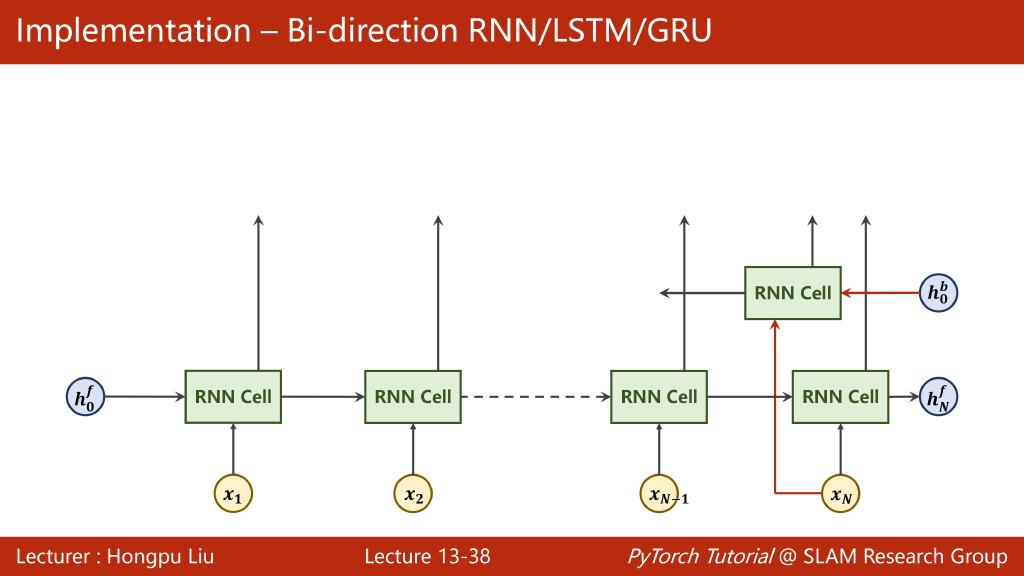 Implementation – Bi-direction RNN/LSTM/GRU
RNN Cell
h_0^b
h_0^f
RNN Cell
RNN Cell
RNN Cell
RNN Cell
h_N^f
x_1
x_2
x_{N-1}
x_N
Lecturer : Hongpu Liu
Lecture 13-38
PyTorch Tutorial @ SLAM Research Group